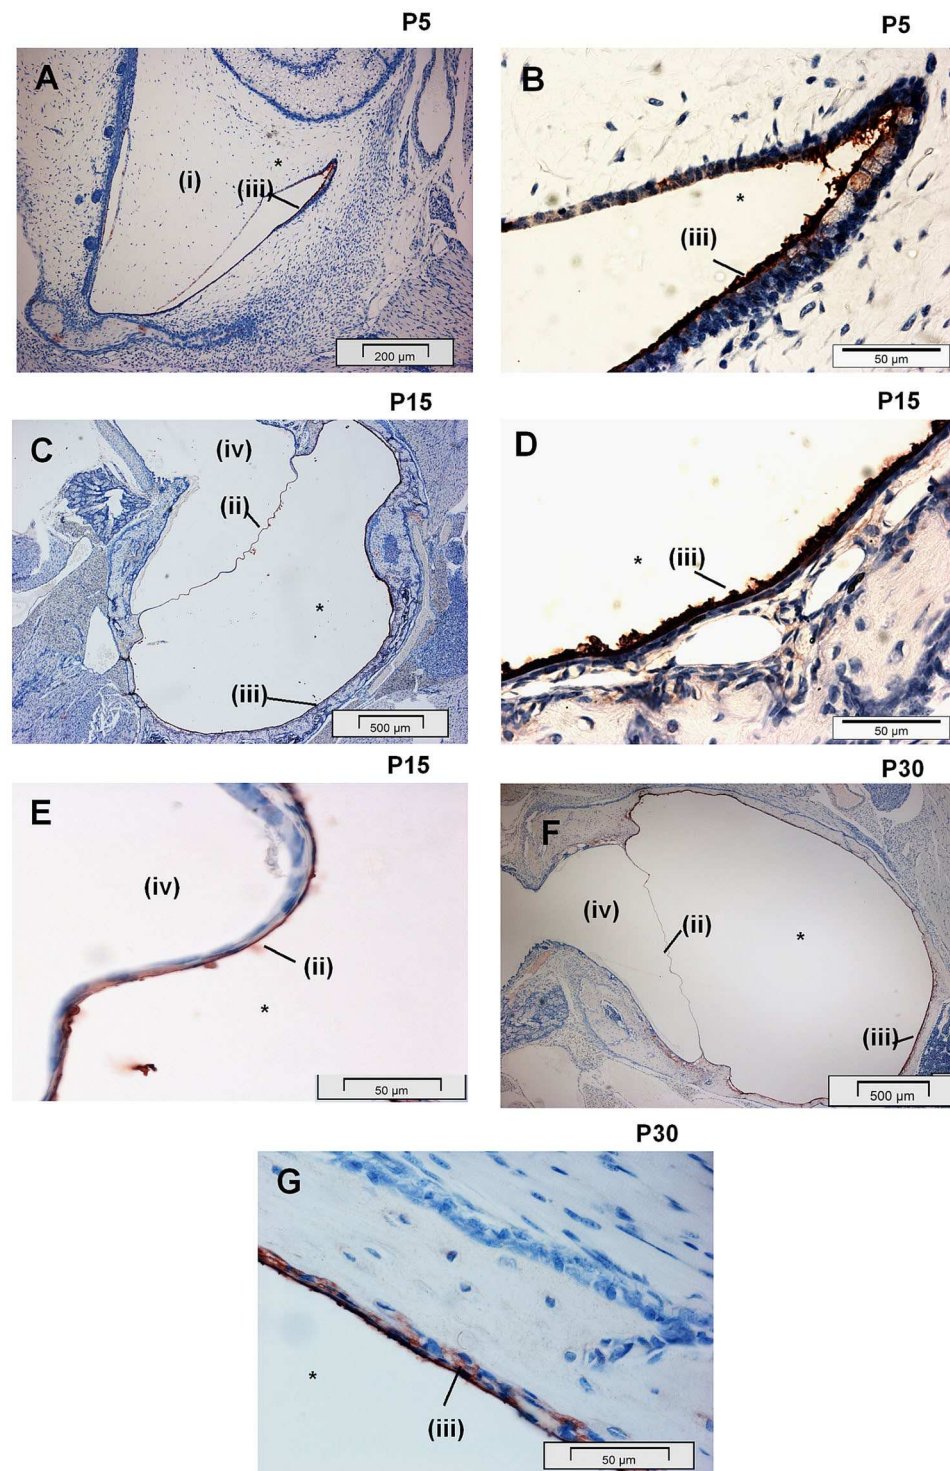 P5
P5
A
(i)
*
(iii)
200 µm
B
*
(iii)
50 µm
P15
P15
C
(iv)
(ii)
*
(iii)
500 µm
D
*
(iii)
50 µm
P15
P30
E
(iv)
(ii)
*
50 µm
F
(iv)
(ii)
*
(iii)
500 µm
P30
G
*
(iii)
50 µm